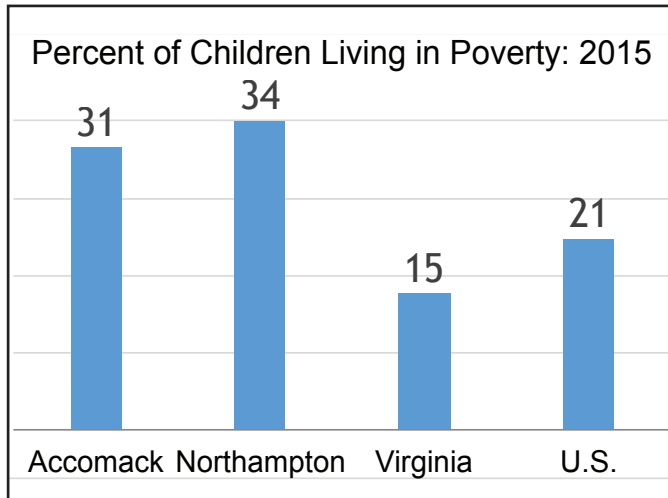 Percent of Children Living in Poverty: 2015
31
34
15
21
Accomack Northampton Virginia U.S.